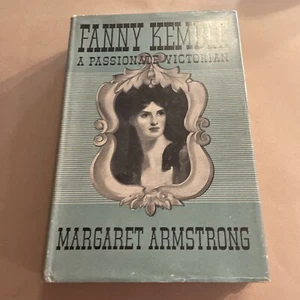 FANNY KEMBLE
A PASSIONATE VICTORIAN
MARGARET ARMSTRONG